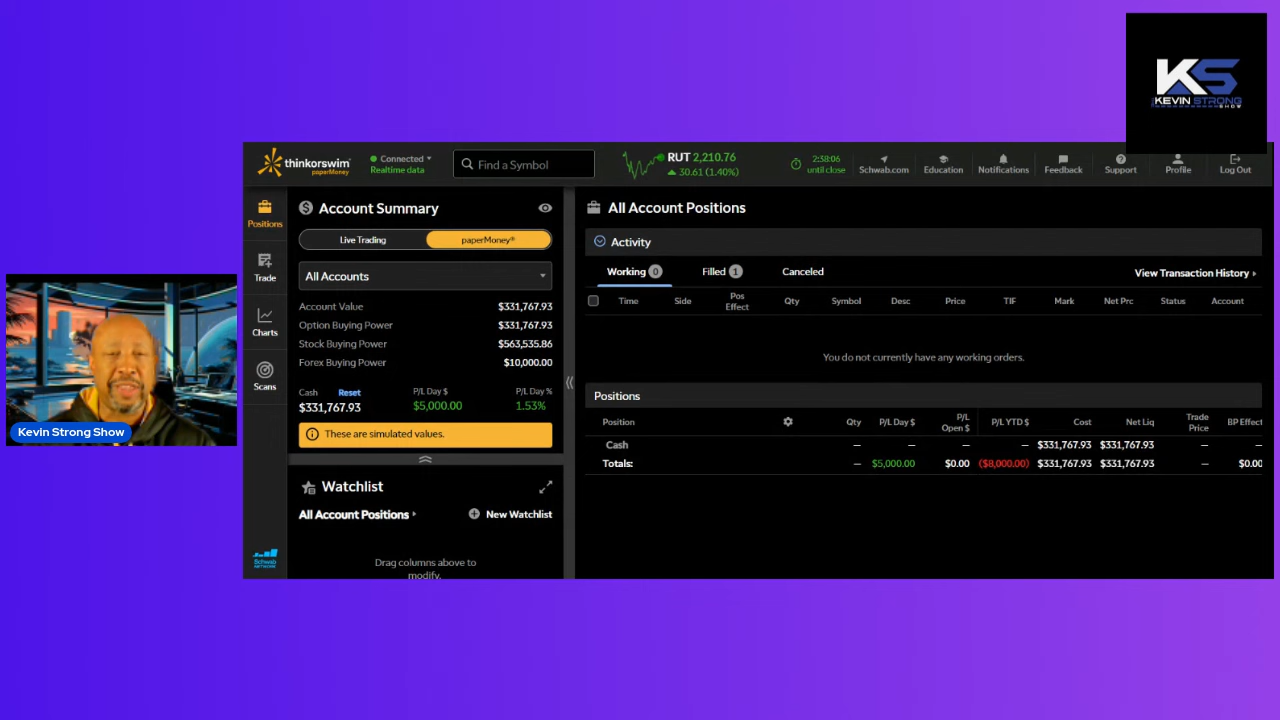 KS
KEVIN STRONG
SHOW
thinkorswim
paperMoney
Connected
Realtime data
Find a Symbol
RUT 2,210.76
30.61 (1.40%)
2:38:06
until close
Schwab.com
Education
Notifications
Feedback
Support
Profile
Log Out
Positions
Trade
Charts
Scans
Schwab
NETWORK
Account Summary
Live Trading
paperMoney®
All Accounts
Account Value $331,767.93
Option Buying Power $331,767.93
Stock Buying Power $563,535.86
Forex Buying Power $10,000.00
Cash Reset P/L Day $ P/L Day %
$331,767.93 $5,000.00 1.53%
These are simulated values.
Watchlist
All Account Positions
New Watchlist
Drag columns above to
modify.
All Account Positions
Activity
Working 0 Filled 1 Canceled View Transaction History
Time Side Pos Effect Qty Symbol Desc Price TIF Mark Net Prc Status Account
You do not currently have any working orders.
Positions
Position Qty P/L Day $ P/L Open $ P/L YTD $ Cost Net Liq Trade Price BP Effect
Cash — — — — $331,767.93 $331,767.93 — —
Totals: — $5,000.00 $0.00 ($8,000.00) $331,767.93 $331,767.93 — $0.00
Kevin Strong Show